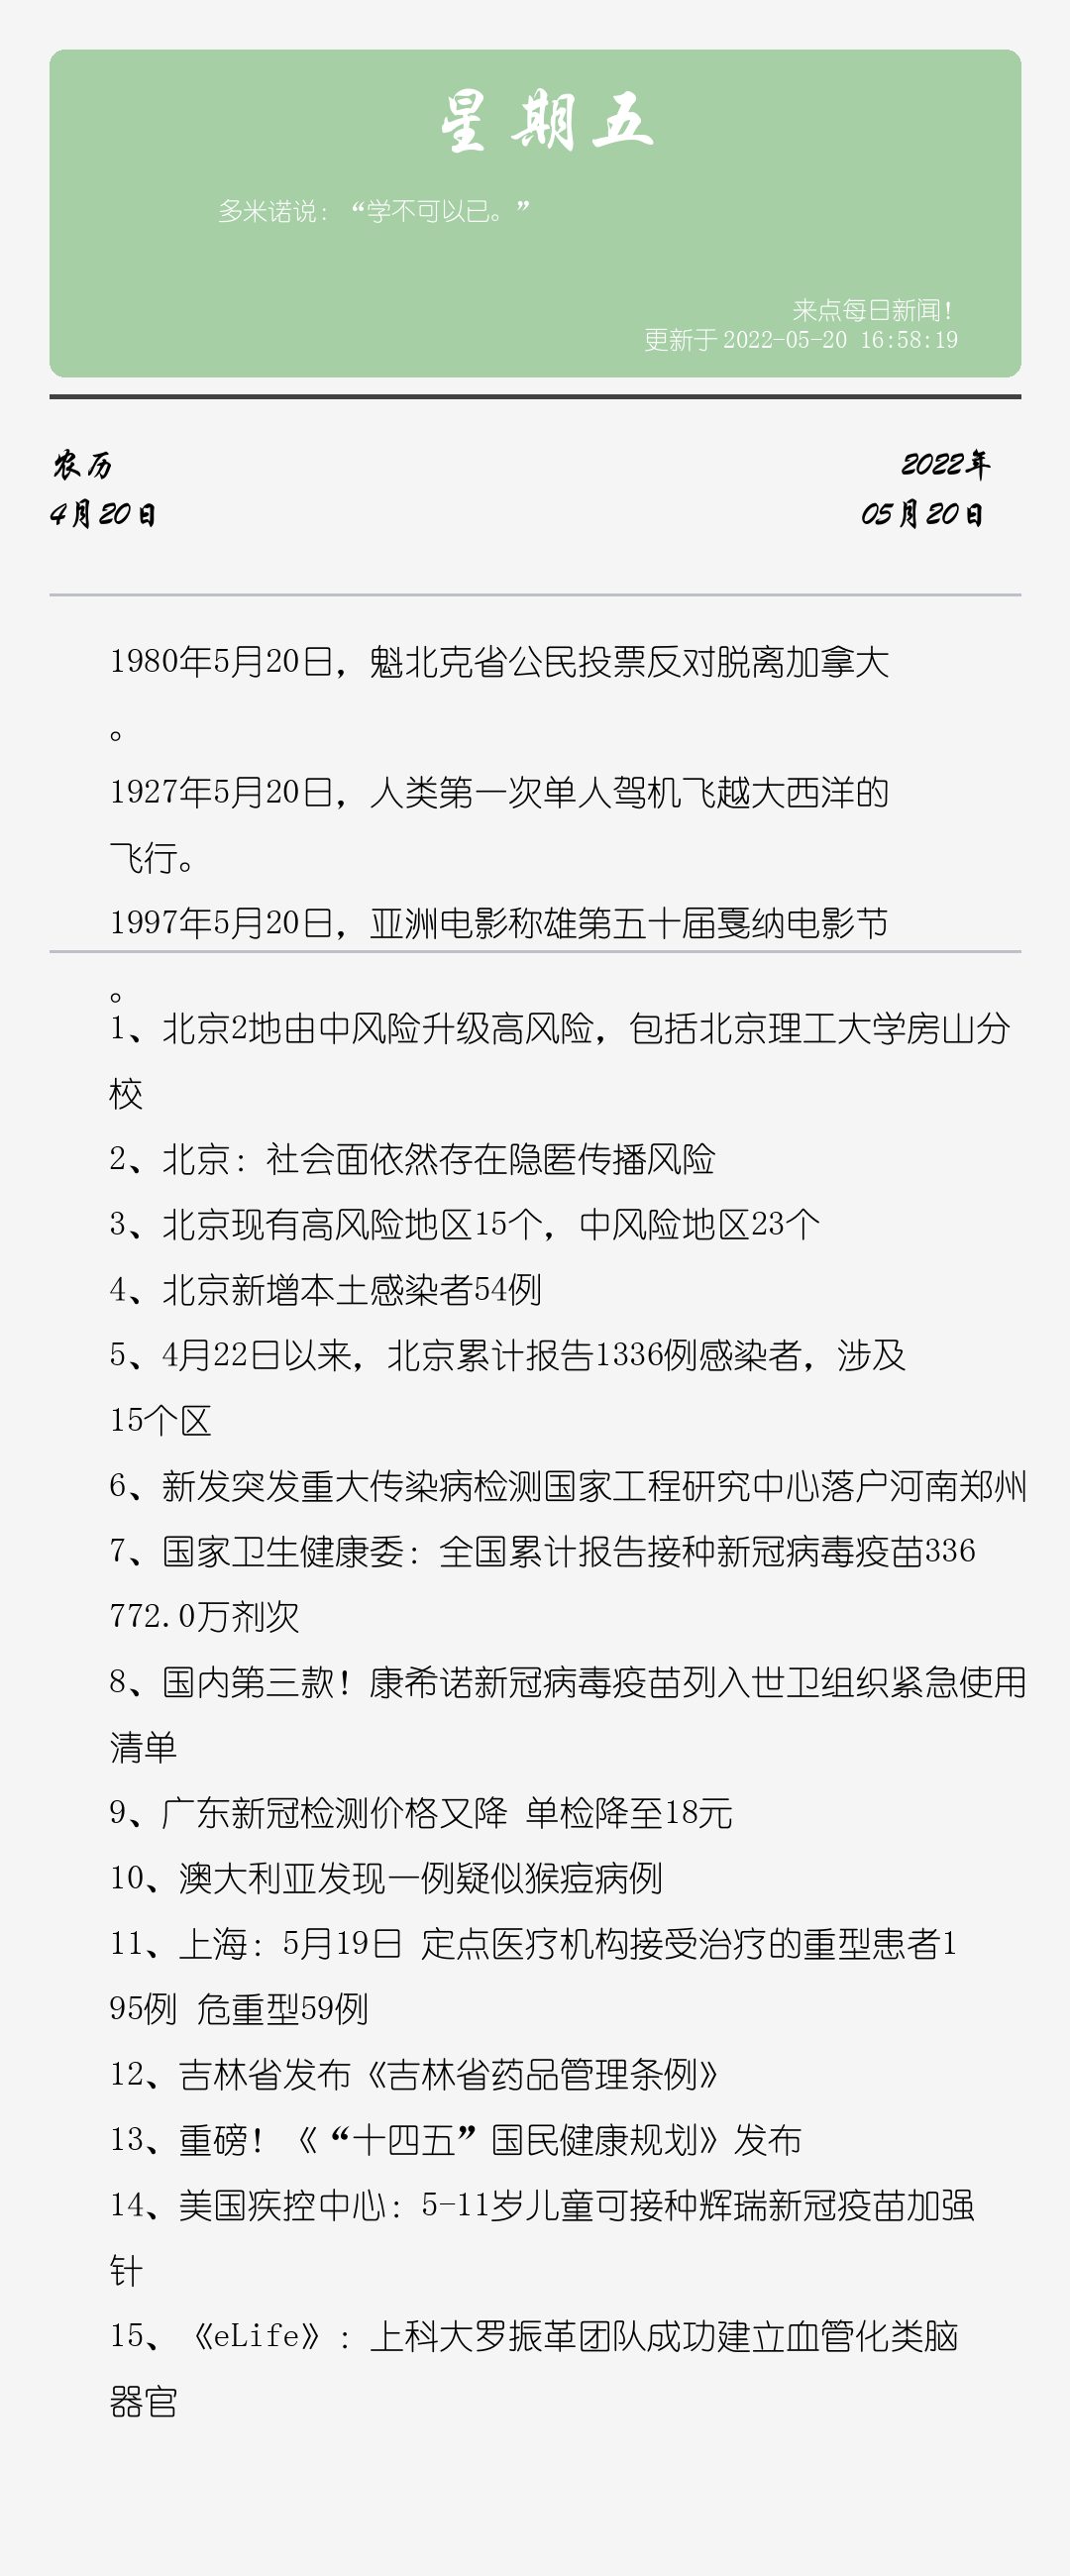 星期五
多米诺说：“学不可以已。”
来点每日新闻！
更新于 2022-05-20 16:58:19
农历
4月20日
2022年
05月20日
1980年5月20日，魁北克省公民投票反对脱离加拿大
。
1927年5月20日，人类第一次单人驾机飞越大西洋的
飞行。
1997年5月20日，亚洲电影称雄第五十届戛纳电影节
。
1、北京2地由中风险升级高风险，包括北京理工大学房山分
校
2、北京：社会面依然存在隐匿传播风险
3、北京现有高风险地区15个，中风险地区23个
4、北京新增本土感染者54例
5、4月22日以来，北京累计报告1336例感染者，涉及
15个区
6、新发突发重大传染病检测国家工程研究中心落户河南郑州
7、国家卫生健康委：全国累计报告接种新冠病毒疫苗336
772.0万剂次
8、国内第三款！康希诺新冠病毒疫苗列入世卫组织紧急使用
清单
9、广东新冠检测价格又降 单检降至18元
10、澳大利亚发现一例疑似猴痘病例
11、上海：5月19日 定点医疗机构接受治疗的重型患者1
95例 危重型59例
12、吉林省发布《吉林省药品管理条例》
13、重磅！《“十四五”国民健康规划》发布
14、美国疾控中心：5-11岁儿童可接种辉瑞新冠疫苗加强
针
15、《eLife》：上科大罗振革团队成功建立血管化类脑
器官